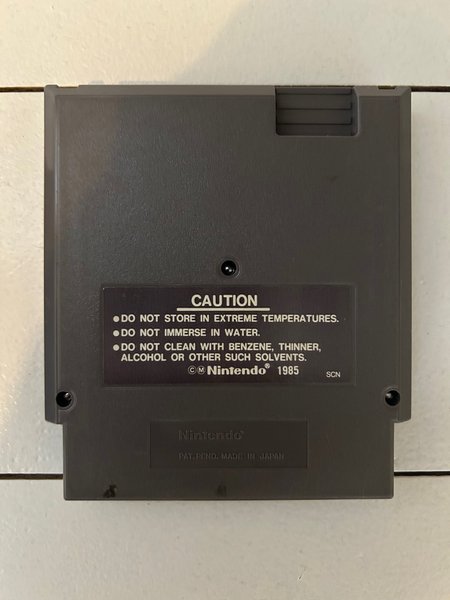 CAUTION
●DO NOT STORE IN EXTREME TEMPERATURES.
●DO NOT IMMERSE IN WATER.
●DO NOT CLEAN WITH BENZENE, THINNER,
ALCOHOL OR OTHER SUCH SOLVENTS.
ⒸⓂNintendo® 1985
SCN
Nintendo®
PAT. PEND. MADE IN JAPAN